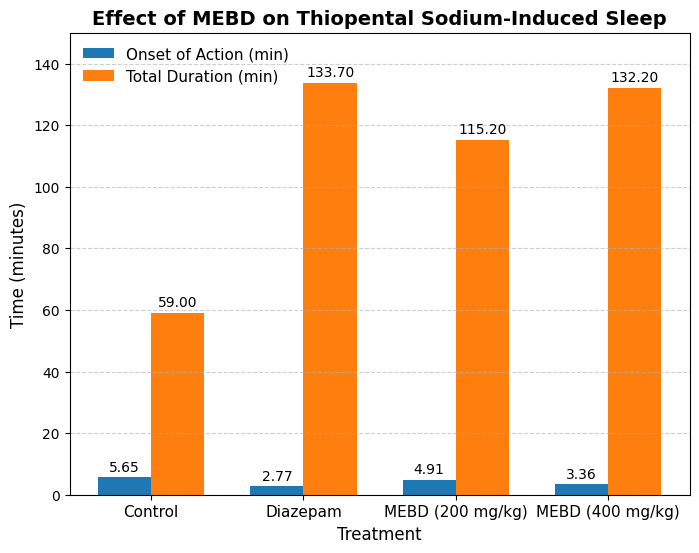 Effect of MEBD on Thiopental Sodium-Induced Sleep
Onset of Action (min)
Total Duration (min)
Time (minutes)
140
120
100
80
60
40
20
0
5.65
59.00
2.77
133.70
4.91
115.20
3.36
132.20
Control
Diazepam
MEBD (200 mg/kg)
MEBD (400 mg/kg)
Treatment